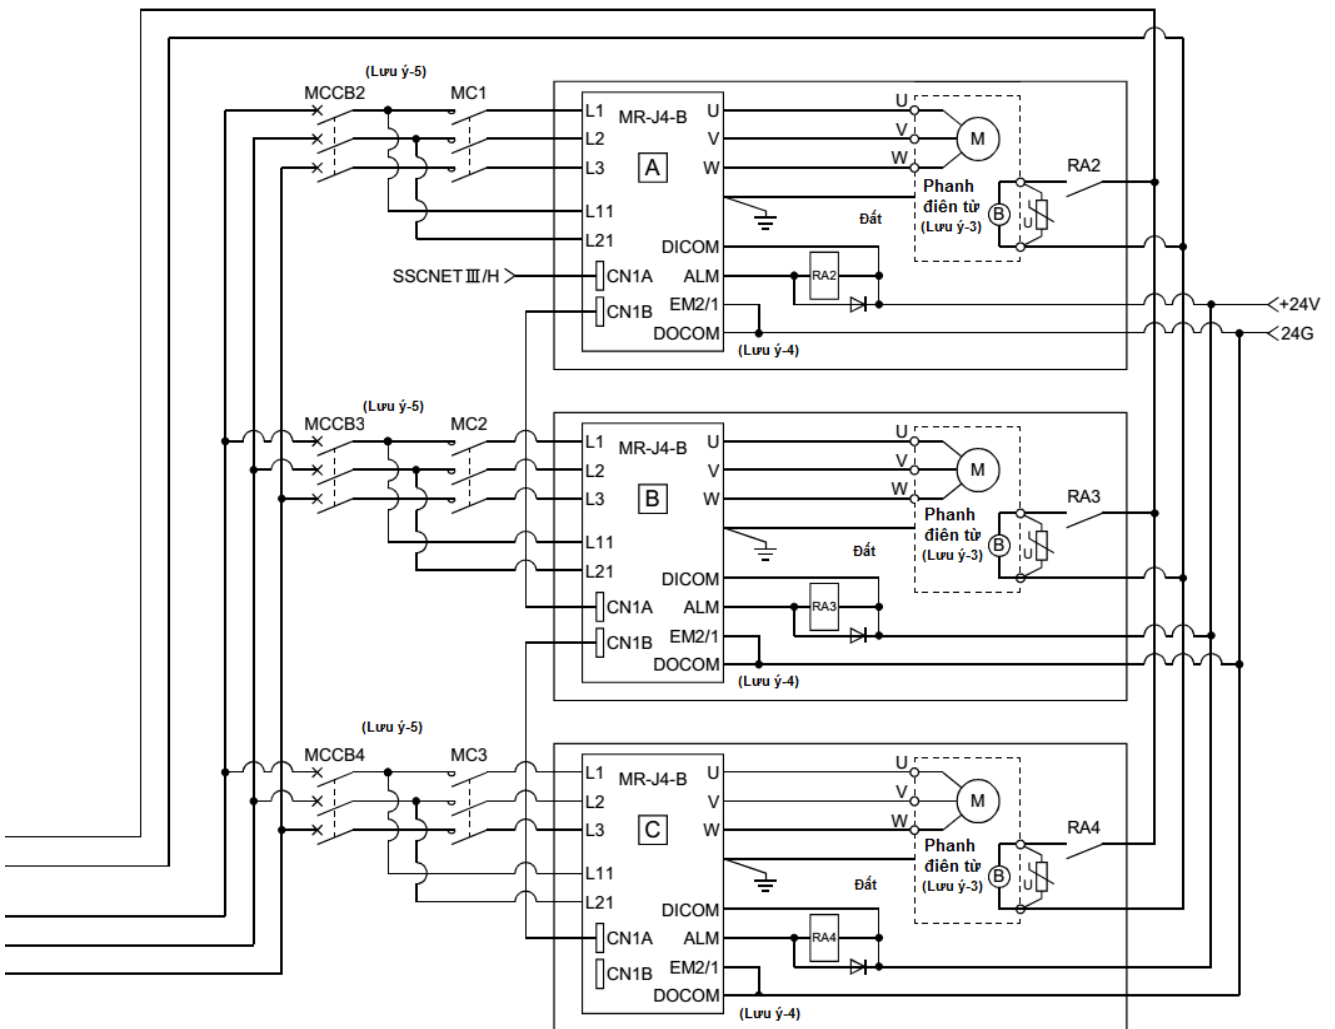 (Lưu ý-5)
MCCB2 MC1
L1 MR-J4-B U U
L2 V V M
L3 A W W RA2
Phanh
điên từ
(Lưu ý-3) B U
L11 Đất
L21 DICOM
SSCNET III/H CN1A ALM RA2
CN1B EM2/1 +24V
DOCOM (Lưu ý-4) 24G
(Lưu ý-5)
MCCB3 MC2
L1 MR-J4-B U U
L2 V V M
L3 B W W RA3
Phanh
điên từ
(Lưu ý-3) B U
L11 Đất
L21 DICOM
CN1A ALM RA3
CN1B EM2/1
DOCOM (Lưu ý-4)
(Lưu ý-5)
MCCB4 MC3
L1 MR-J4-B U U
L2 V V M
L3 C W W RA4
Phanh
điên từ
(Lưu ý-3) B U
L11 Đất
L21 DICOM
CN1A ALM RA4
CN1B EM2/1
DOCOM (Lưu ý-4)